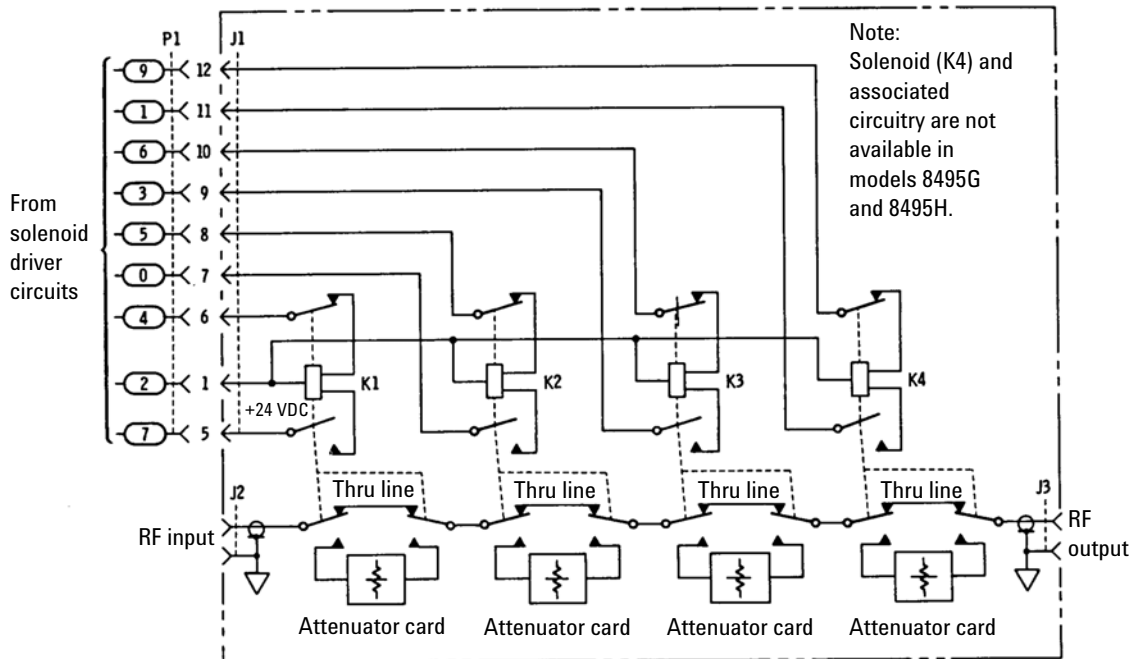 P1 J1
9 12
1 11
6 10
3 9
5 8
0 7
4 6
2 1
+24 VDC
7 5
From
solenoid
driver
circuits
Note:
Solenoid (K4) and
associated
circuitry are not
available in
models 8495G
and 8495H.
K1 K2 K3 K4
J2
RF input
Thru line Thru line Thru line Thru line
J3
RF
output
Attenuator card Attenuator card Attenuator card Attenuator card